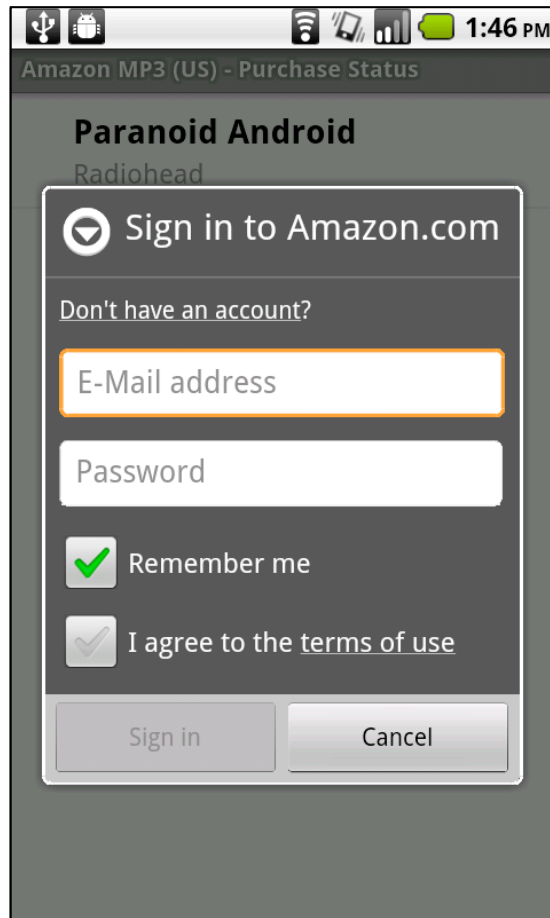 1:46 PM
Amazon MP3 (US) - Purchase Status
Paranoid Android
Radiohead
Sign in to Amazon.com
Don't have an account?
E-Mail address
Password
Remember me
I agree to the terms of use
Sign in
Cancel